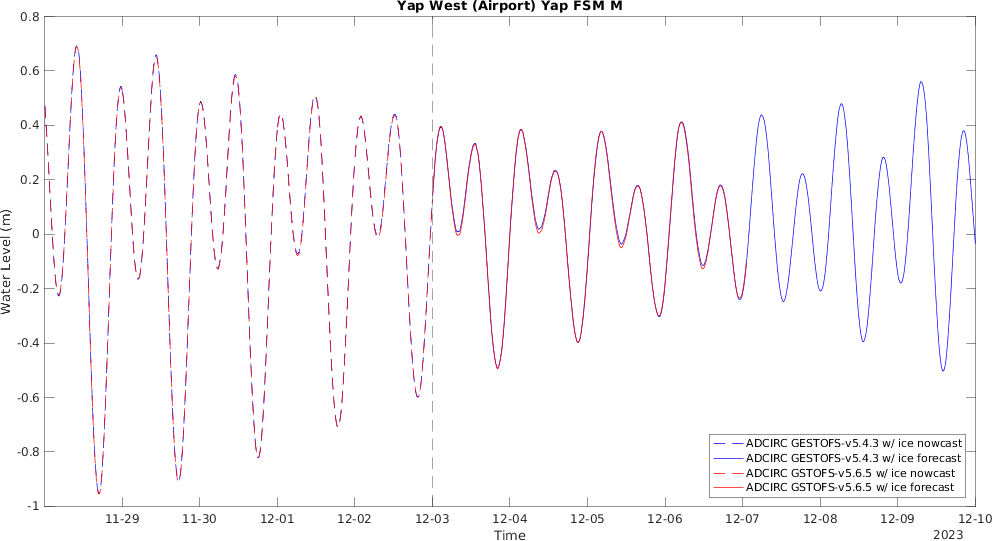 Yap West (Airport) Yap FSM M
0.8
0.6
0.4
0.2
0
-0.2
-0.4
-0.6
-0.8
-1
Water Level (m)
ADCIRC GESTOFS-v5.4.3 w/ ice nowcast
ADCIRC GESTOFS-v5.4.3 w/ ice forecast
ADCIRC GSTOFS-v5.6.5 w/ ice nowcast
ADCIRC GSTOFS-v5.6.5 w/ ice forecast
11-29 11-30 12-01 12-02 12-03 12-04 12-05 12-06 12-07 12-08 12-09 12-10
Time
2023